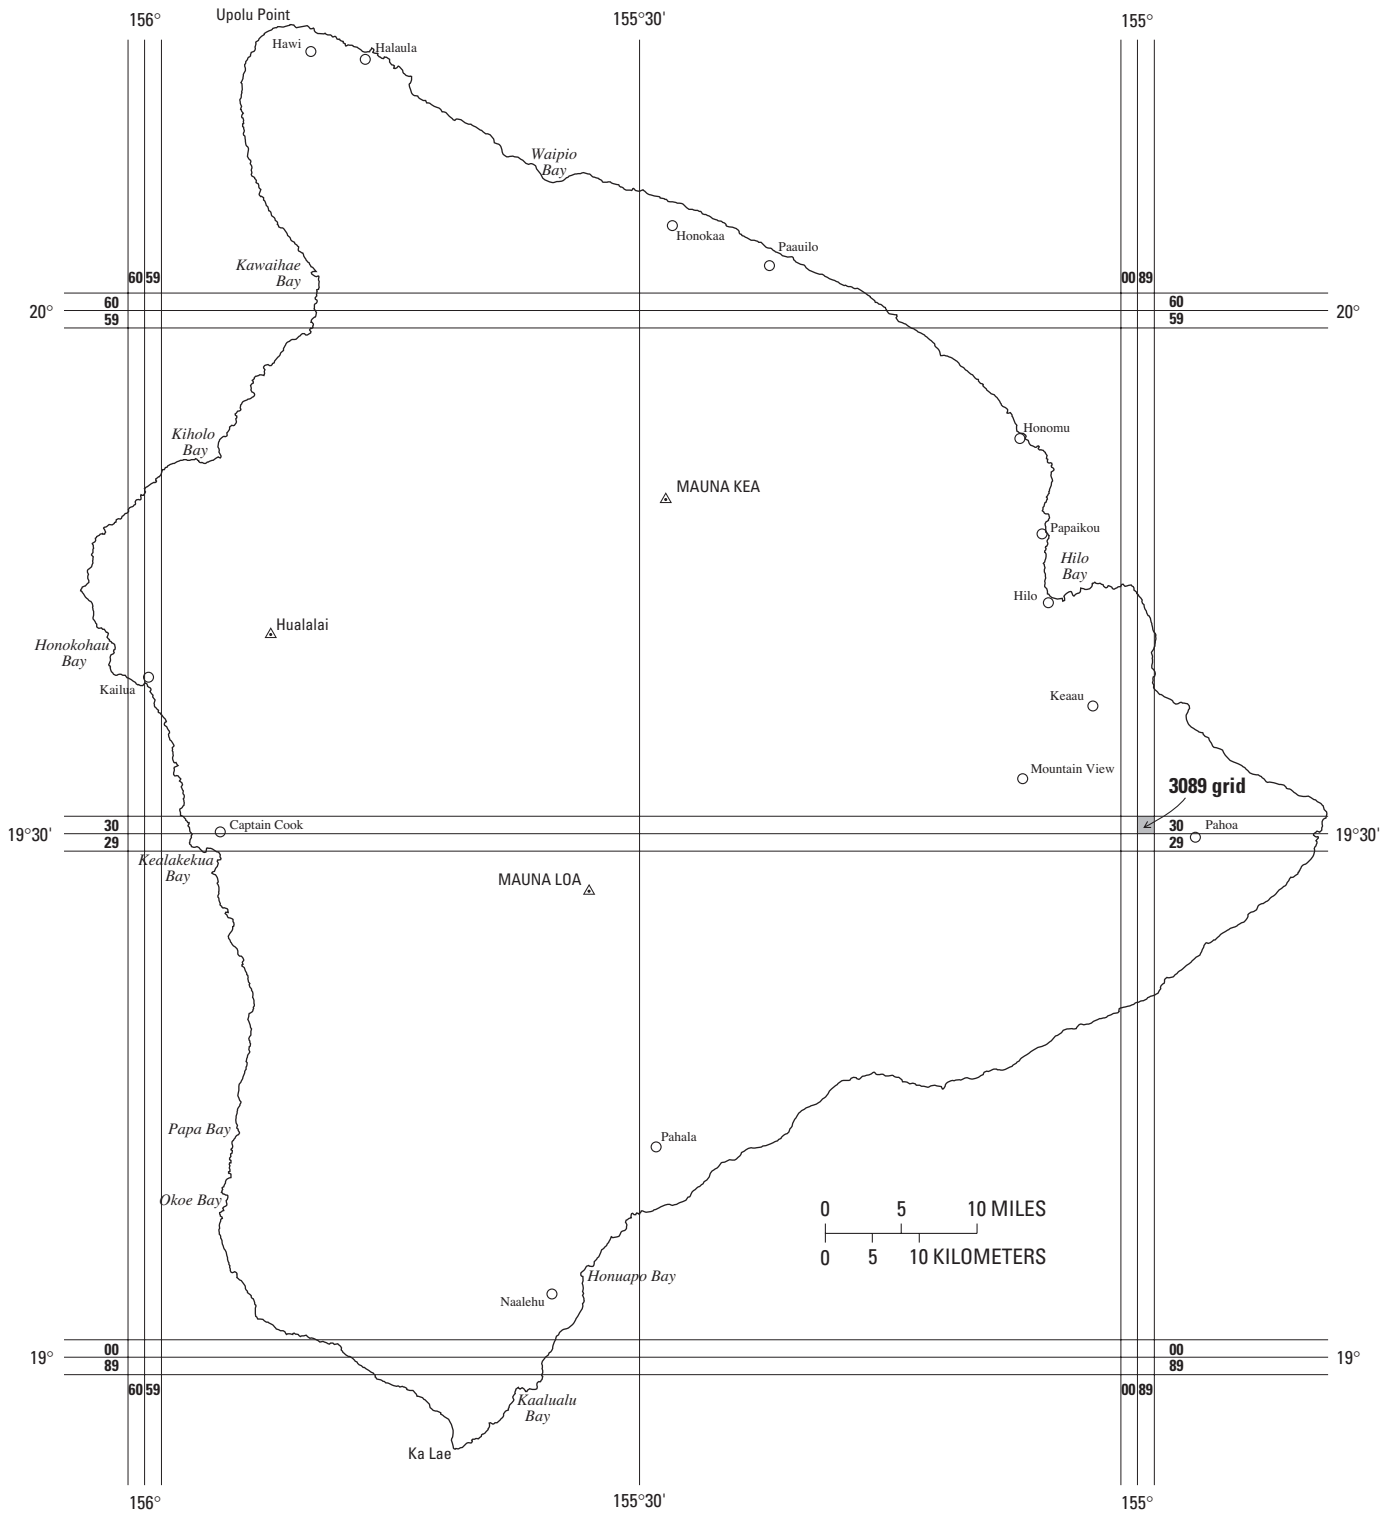 156°
Upolu Point
155°30'
155°
Hawi
Halaula
Waipio
Bay
Honokaa
Paauilo
Kawaihae
Bay
60 59
00 89
20°
60
59
60
59
20°
Kiholo
Bay
Honomu
MAUNA KEA
Papaikou
Hilo
Bay
Hilo
Hualalai
Honokohau
Bay
Kailua
Keaau
Mountain View
3089 grid
19°30'
30
29
Captain Cook
30
29
Pahoa
19°30'
Kealakekua
Bay
MAUNA LOA
Papa Bay
Pahala
Okoe Bay
0 5 10 MILES
0 5 10 KILOMETERS
Honuapo Bay
Naalehu
19°
00
89
00
89
19°
60 59
00 89
Kaalualu
Bay
Ka Lae
156°
155°30'
155°